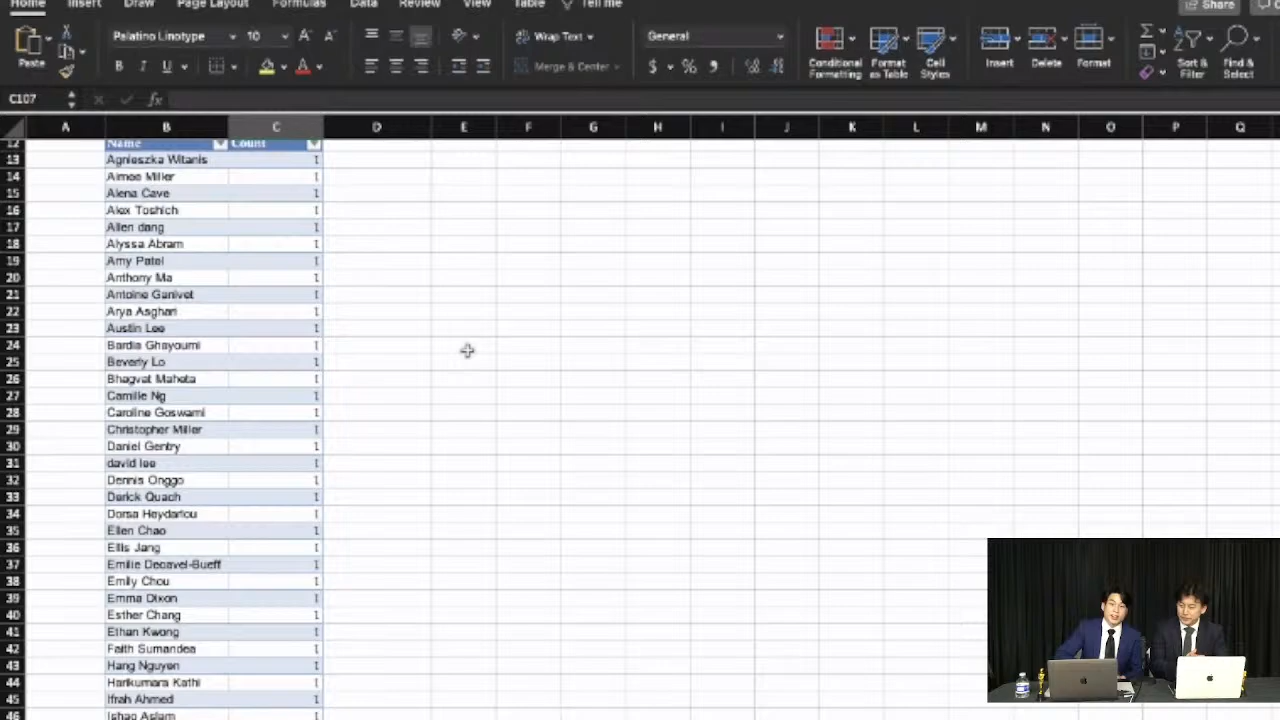 Home Insert Draw Page Layout Formulas Data Review View Table Tell me Share
Palatino Linotype 10 A A Wrap Text General
Paste B I U A Merge & Center $ % Conditional Formatting Format as Table Cell Styles Insert Delete Format Sort & Filter Find & Select
C107 fx
A B C D E F G H I J K L M N O P Q
12 Name Count
13 Agnieszka Witanis 1
14 Aimee Miller 1
15 Alena Cave 1
16 Alex Toshich 1
17 Allen dang 1
18 Alyssa Abram 1
19 Amy Patel 1
20 Anthony Ma 1
21 Antoine Ganivet 1
22 Arya Asghari 1
23 Austin Lee 1
24 Bardia Ghayoumi 1
25 Beverly Lo 1
26 Bhagvat Maheta 1
27 Camille Ng 1
28 Caroline Goswami 1
29 Christopher Miller 1
30 Daniel Gentry 1
31 david lee 1
32 Dennis Onggo 1
33 Derick Quach 1
34 Dorsa Heydariou 1
35 Ellen Chao 1
36 Ellis Jang 1
37 Emilie Decavel-Bueff 1
38 Emily Chou 1
39 Emma Dixon 1
40 Esther Chang 1
41 Ethan Kwong 1
42 Faith Sumandea 1
43 Hang Nguyen 1
44 Harikumara Kathi 1
45 Ifrah Ahmed 1
46 Ishaq Aslam 1